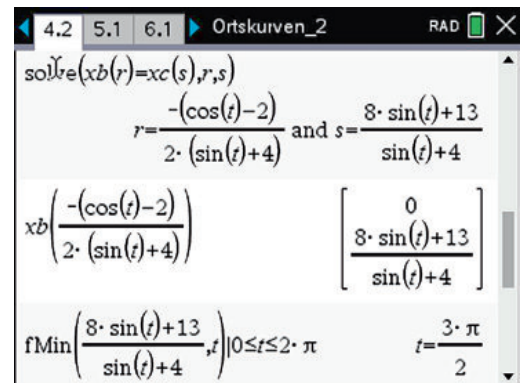 4.2 5.1 6.1 Ortskurven_2 RAD
solve(xb(r)=xc(s),r,s)
r=-(cos(t)-2)/(2·(sin(t)+4)) and s=(8·sin(t)+13)/(sin(t)+4)
xb(-(cos(t)-2)/(2·(sin(t)+4))) [0; (8·sin(t)+13)/(sin(t)+4)]
fMin((8·sin(t)+13)/(sin(t)+4),t)|0≤t≤2·π t=3·π/2